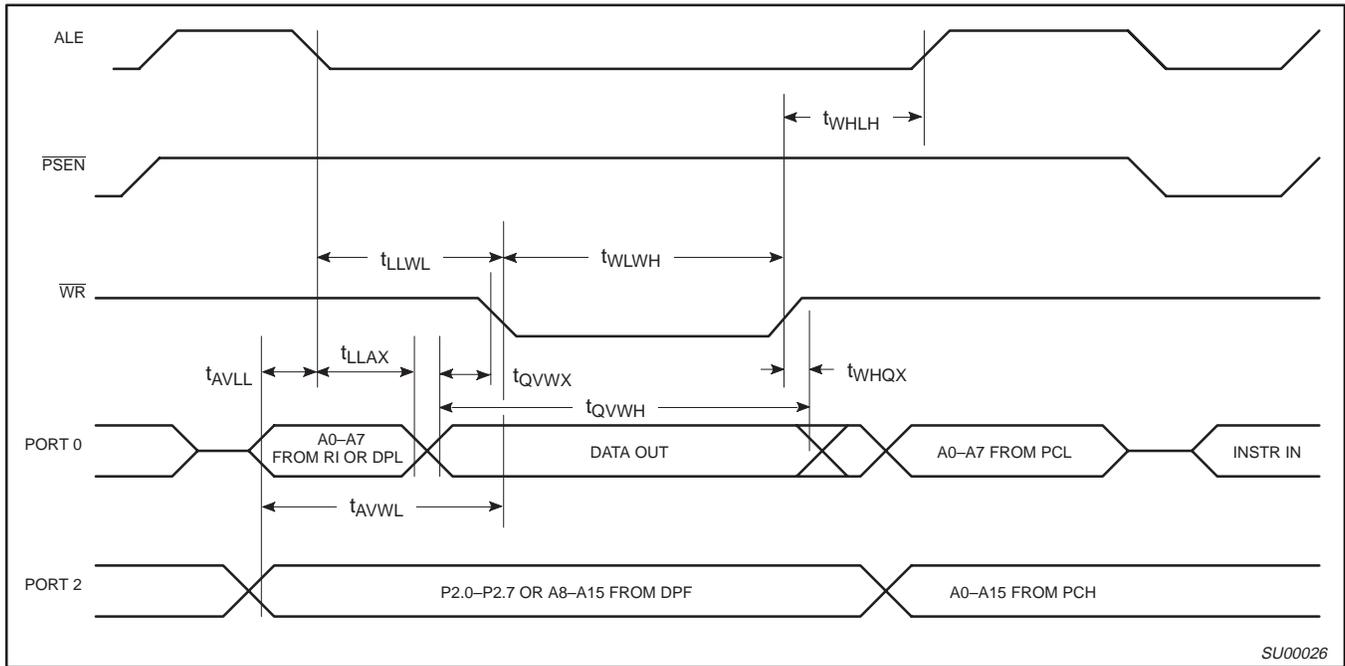 ALE
tWHLH
PSEN
tLLWL
tWLWH
WR
tLLAX
tAVLL
tQVWX
tWHQX
tQVWH
PORT 0
A0–A7
FROM RI OR DPL
DATA OUT
A0–A7 FROM PCL
INSTR IN
tAVWL
PORT 2
P2.0–P2.7 OR A8–A15 FROM DPF
A0–A15 FROM PCH
SU00026